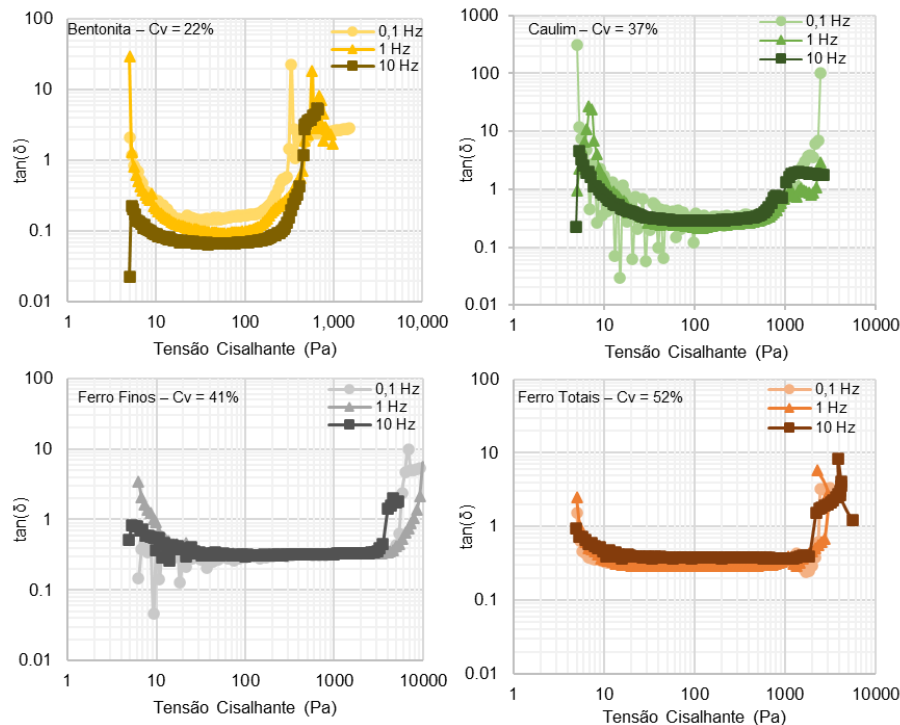 Bentonita – Cv = 22%
0,1 Hz
1 Hz
10 Hz
100
10
1
0.1
0.01
tan(δ)
1
10
100
1,000
10,000
Tensão Cisalhante (Pa)
Caulim – Cv = 37%
0,1 Hz
1 Hz
10 Hz
1000
100
10
1
0.1
0.01
tan(δ)
1
10
100
1000
10000
Tensão Cisalhante (Pa)
Ferro Finos – Cv = 41%
0,1 Hz
1 Hz
10 Hz
100
10
1
0.1
0.01
tan(δ)
1
10
100
1000
10000
Tensão Cisalhante (Pa)
Ferro Totais – Cv = 52%
0,1 Hz
1 Hz
10 Hz
100
10
1
0.1
0.01
tan(δ)
1
10
100
1000
10000
Tensão Cisalhante (Pa)